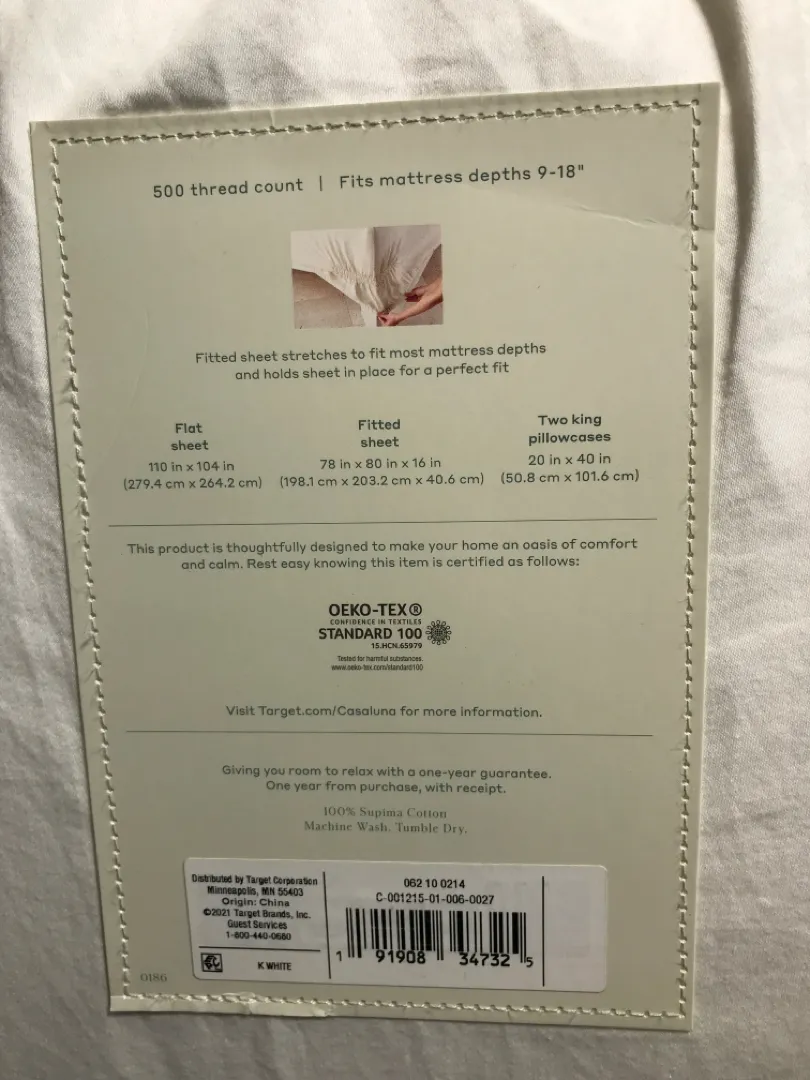 500 thread count | Fits mattress depths 9-18"
Fitted sheet stretches to fit most mattress depths
and holds sheet in place for a perfect fit
Flat
sheet
110 in x 104 in
(279.4 cm x 264.2 cm)
Fitted
sheet
78 in x 80 in x 16 in
(198.1 cm x 203.2 cm x 40.6 cm)
Two king
pillowcases
20 in x 40 in
(50.8 cm x 101.6 cm)
This product is thoughtfully designed to make your home an oasis of comfort
and calm. Rest easy knowing this item is certified as follows:
OEKO-TEX®
CONFIDENCE IN TEXTILES
STANDARD 100
15.HCN.65979
Tested for harmful substances.
www.oeko-tex.com/standard100
Visit Target.com/Casaluna for more information.
Giving you room to relax with a one-year guarantee.
One year from purchase, with receipt.
100% Supima Cotton
Machine Wash. Tumble Dry.
Distributed by Target Corporation
Minneapolis, MN 55403
Origin: China
©2021 Target Brands, Inc.
Guest Services
1-800-440-0680
K WHITE
062 10 0214
C-001215-01-006-0027
1 91908 34732 5
0186